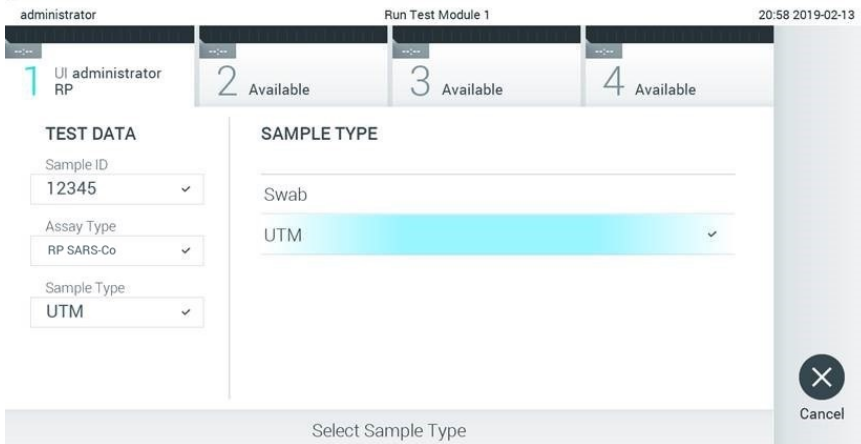 administrator
Run Test Module 1
20:58 2019-02-13
--:--
1
UI administrator
RP
--:--
2
Available
--:--
3
Available
--:--
4
Available
TEST DATA
Sample ID
12345
Assay Type
RP SARS-Co
Sample Type
UTM
SAMPLE TYPE
Swab
UTM
Select Sample Type
Cancel